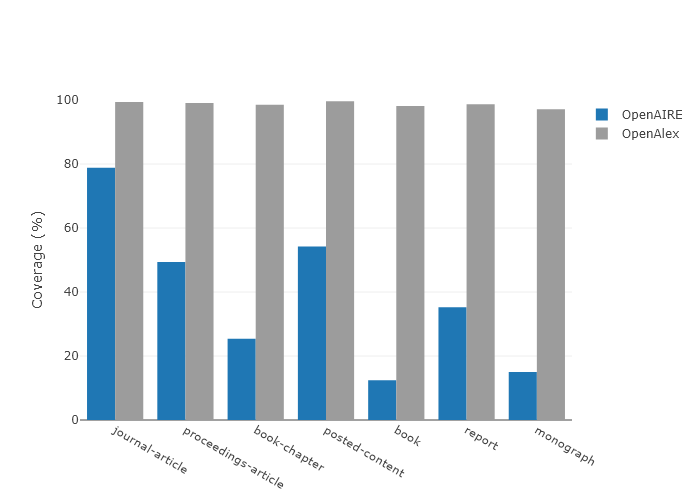 100
80
60
40
20
0
Coverage (%)
journal-article
proceedings-article
book-chapter
posted-content
book
report
monograph
OpenAIRE
OpenAlex